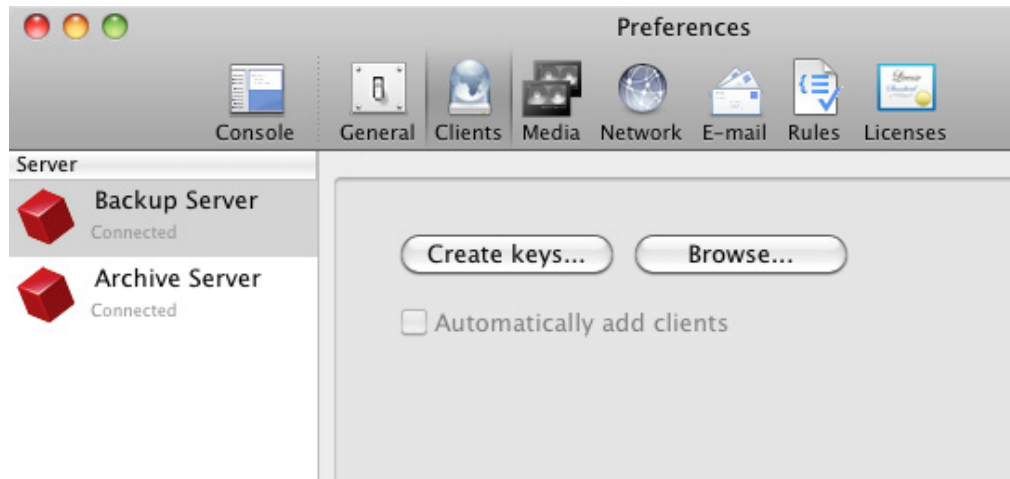 Preferences
Console General Clients Media Network E-mail Rules Licenses
Server
Backup Server
Connected
Archive Server
Connected
Create keys... Browse...
Automatically add clients